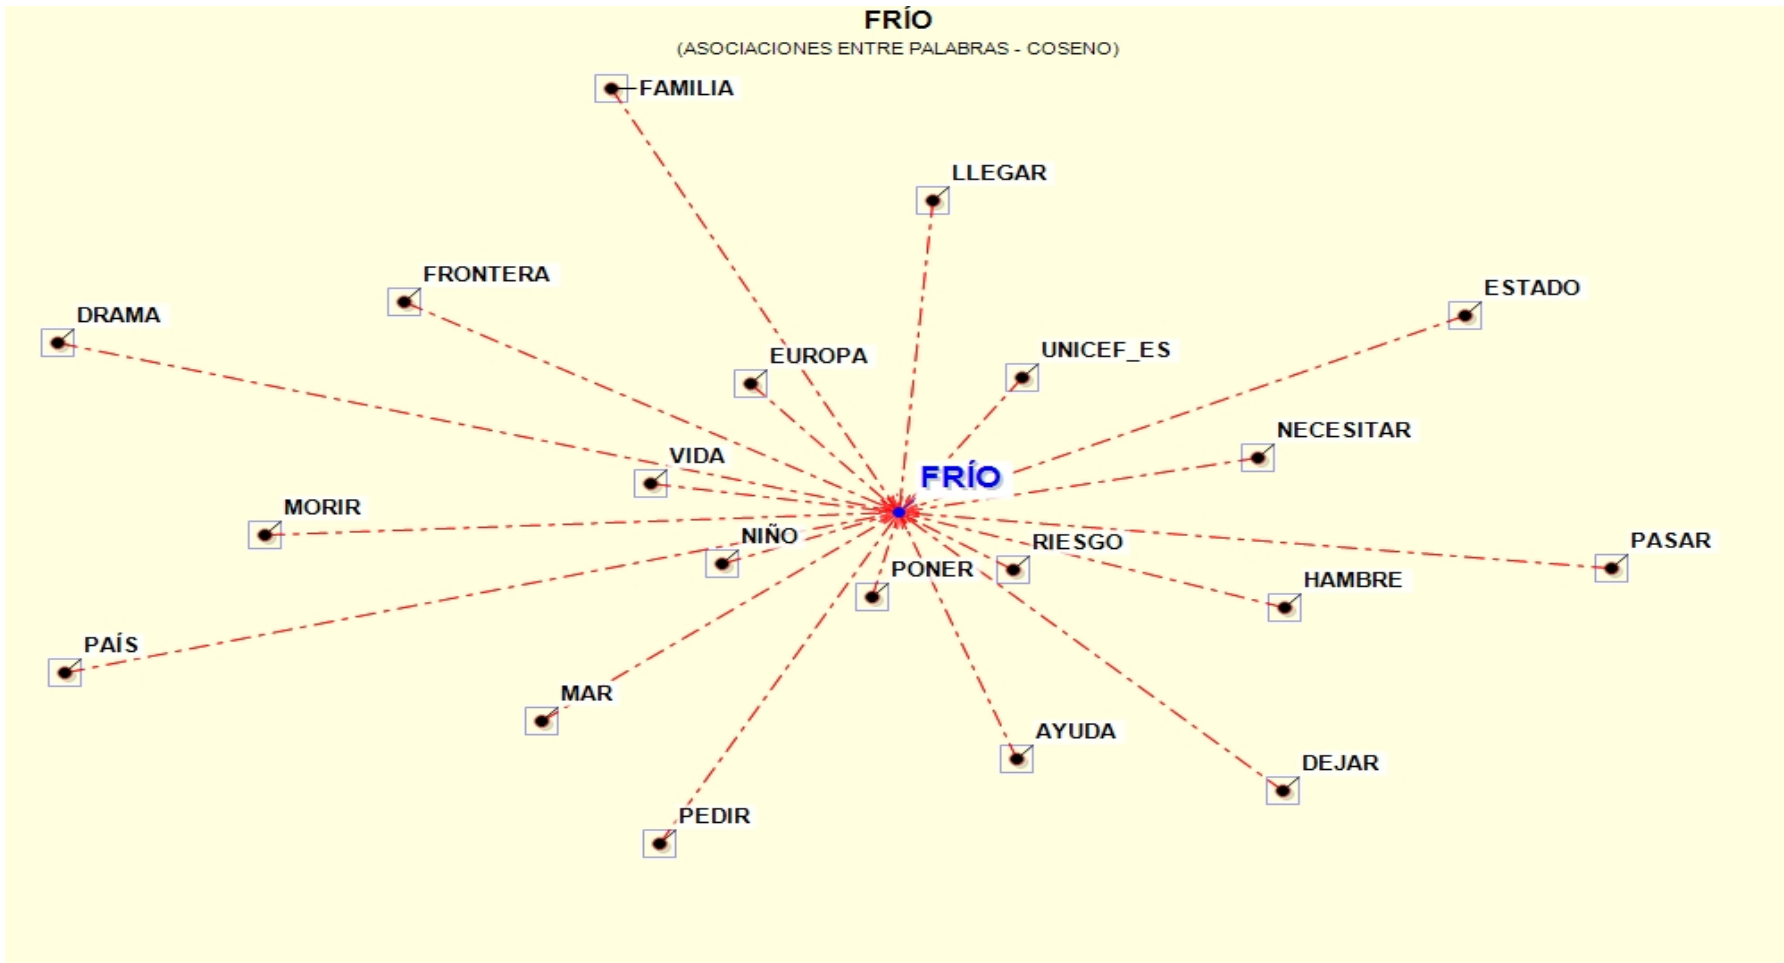 FRÍO
(ASOCIACIONES ENTRE PALABRAS - COSENO)
FAMILIA
LLEGAR
FRONTERA
ESTADO
DRAMA
UNICEF_ES
EUROPA
NECESITAR
VIDA
FRÍO
MORIR
NIÑO
PASAR
RIESGO
PONER
HAMBRE
PAÍS
MAR
AYUDA
DEJAR
PEDIR